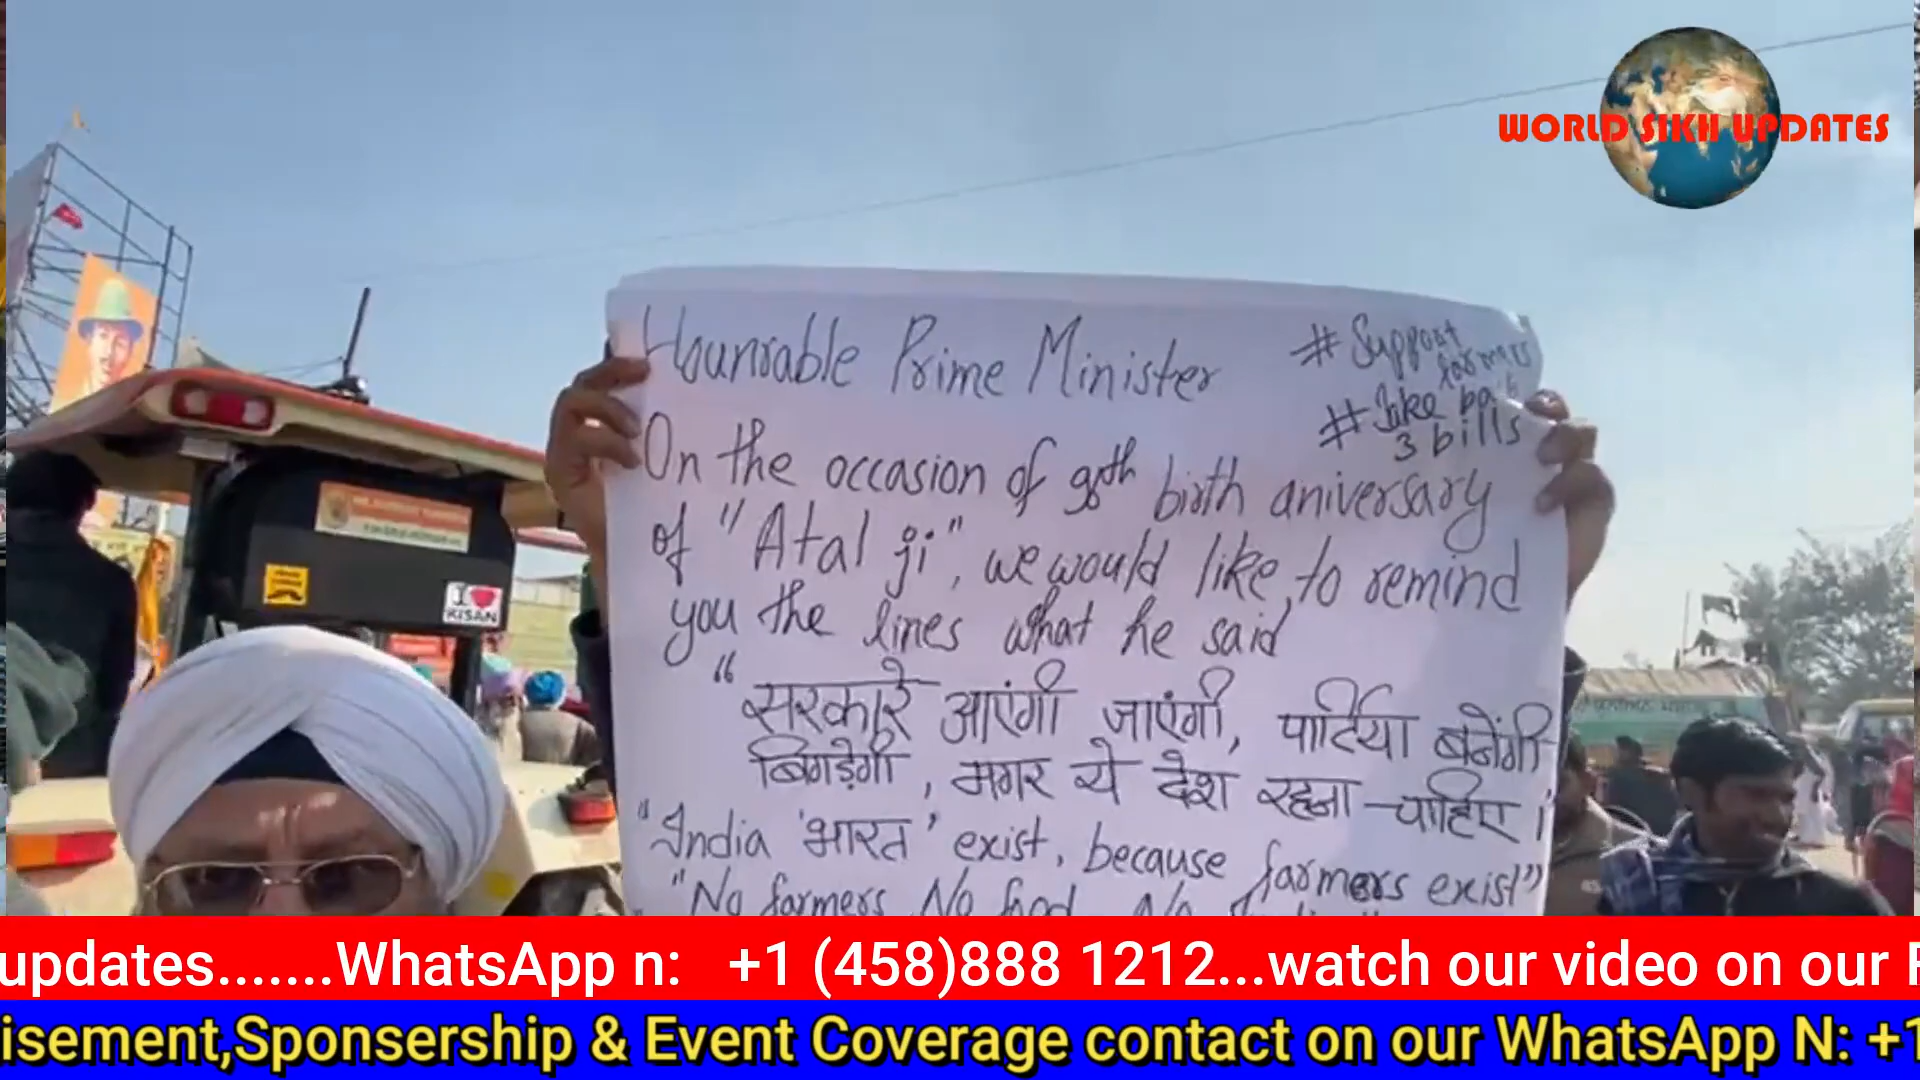 WORLD SIKH UPDATES
Hounrable Prime Minister
#Support farmers
#Take back
3 bills
On the occasion of 96th birth aniversary
of "Atal ji", we would like to remind
you the lines what he said
"सरकारे आएंगी जाएंगी, पार्टिया बनेंगी
बिगड़ेगी, मगर ये देश रहना चाहिए।
"India 'भारत' exist, because farmers exist"
"No farmers No food
I KISAN
updates.......WhatsApp n: +1 (458)888 1212...watch our video on our
isement,Sponsership & Event Coverage contact on our WhatsApp N: +1